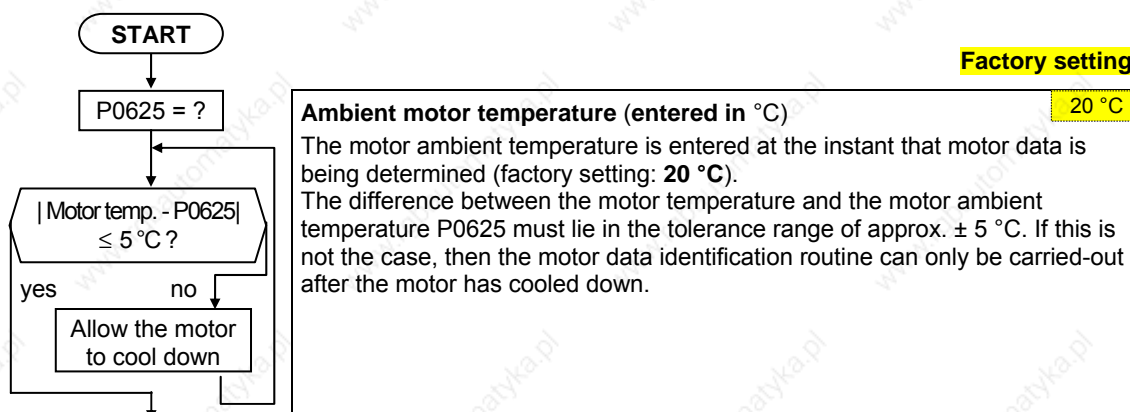 START
Factory setting
P0625 = ?
Ambient motor temperature (entered in °C)
20 °C
The motor ambient temperature is entered at the instant that motor data is
being determined (factory setting: 20 °C).
The difference between the motor temperature and the motor ambient
temperature P0625 must lie in the tolerance range of approx. ± 5 °C. If this is
not the case, then the motor data identification routine can only be carried-out
after the motor has cooled down.
| Motor temp. - P0625|
≤ 5 °C ?
yes
no
Allow the motor
to cool down